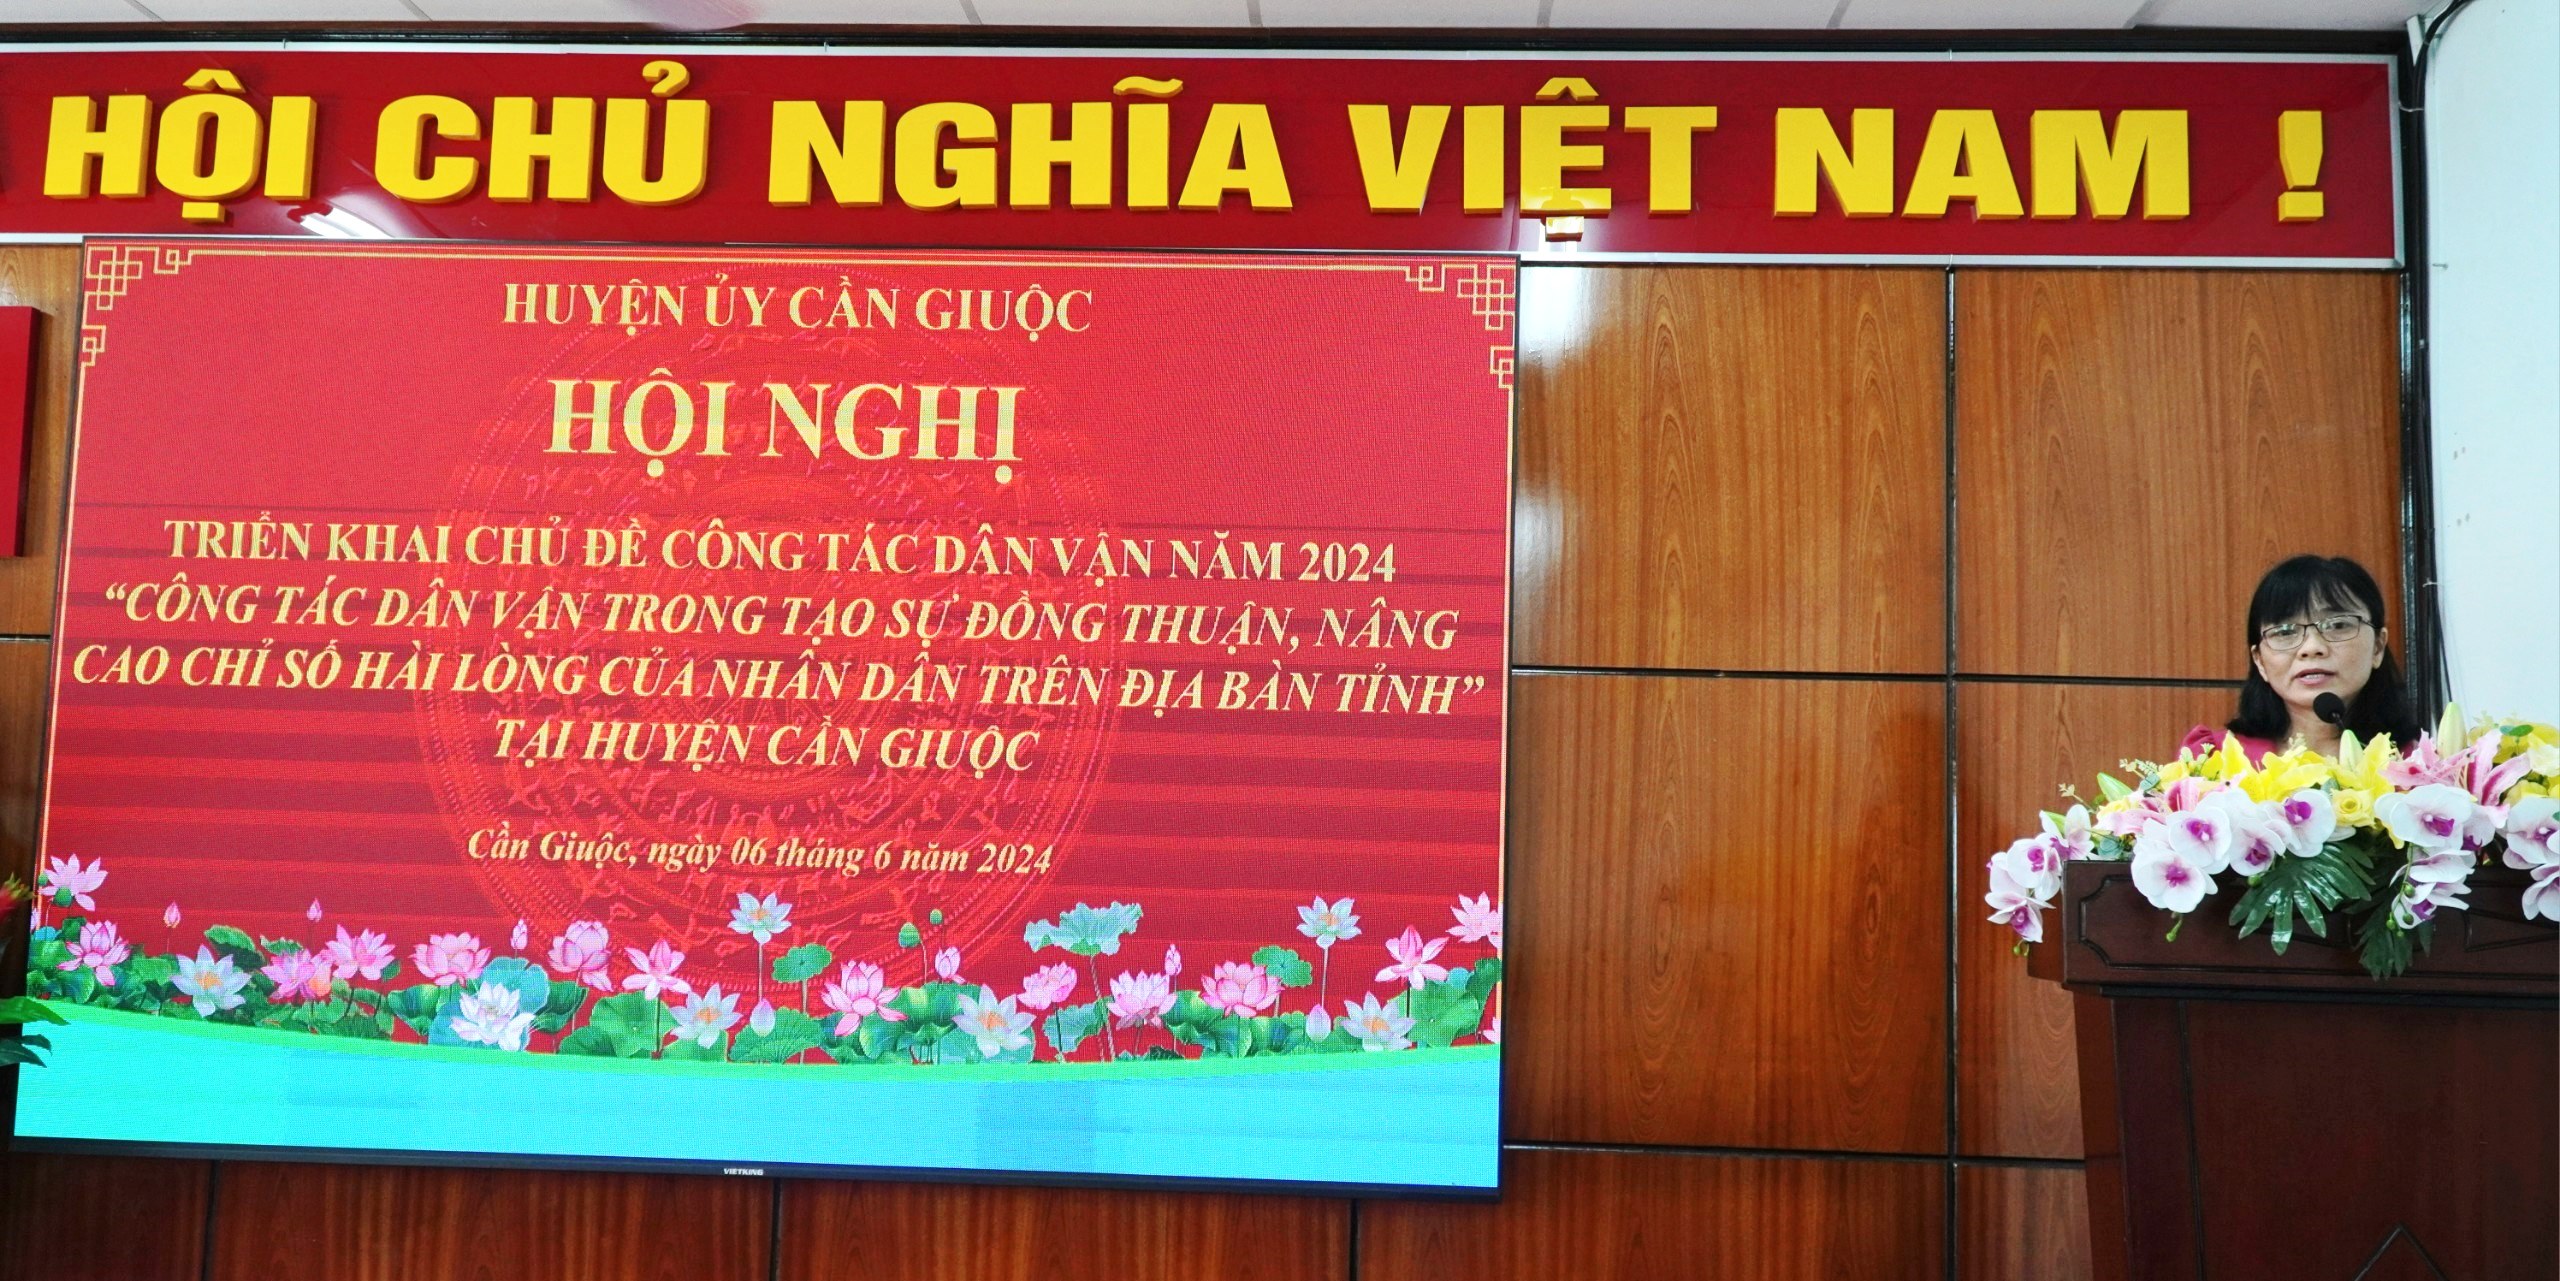 HỘI CHỦ NGHĨA VIỆT NAM !
HUYỆN ỦY CẦN GIUỘC
HỘI NGHỊ
TRIỂN KHAI CHỦ ĐỀ CÔNG TÁC DÂN VẬN NĂM 2024
“CÔNG TÁC DÂN VẬN TRONG TẠO SỰ ĐỒNG THUẬN, NÂNG
CAO CHỈ SỐ HÀI LÒNG CỦA NHÂN DÂN TRÊN ĐỊA BÀN TỈNH”
TẠI HUYỆN CẦN GIUỘC
Cần Giuộc, ngày 06 tháng 6 năm 2024
VIETKING